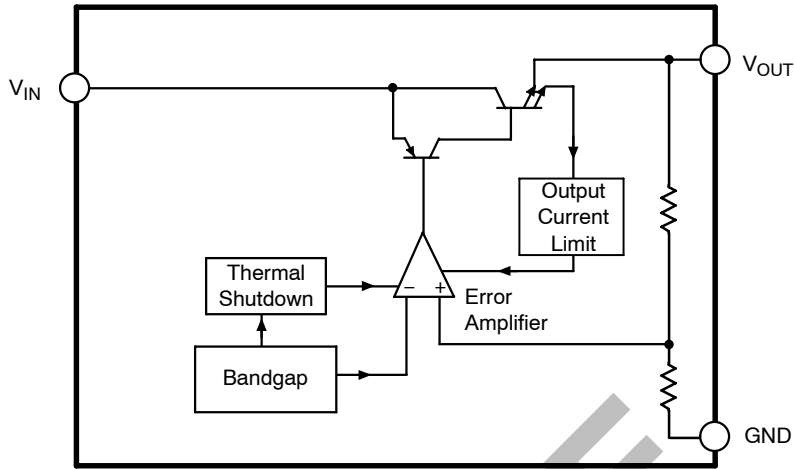 V_IN
V_OUT
Output
Current
Limit
Thermal
Shutdown
− +
Error
Amplifier
Bandgap
GND